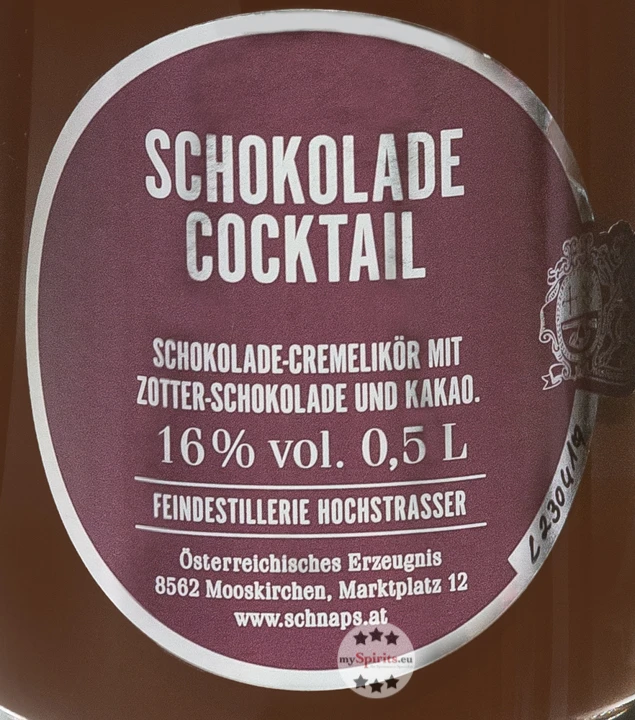 SCHOKOLADE
COCKTAIL
SCHOKOLADE-CREMELIKÖR MIT
ZOTTER-SCHOKOLADE UND KAKAO.
16% vol. 0,5 L
FEINDESTILLERIE HOCHSTRASSER
Österreichisches Erzeugnis
8562 Mooskirchen, Marktplatz 12
www.schnaps.at
L230419
mySpirits.eu